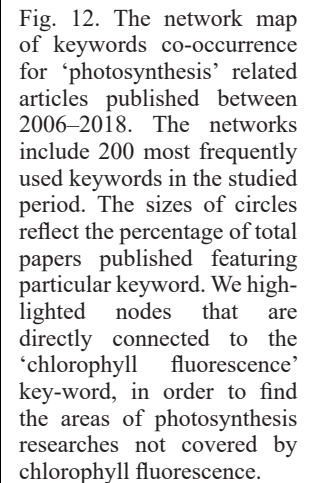 Fig. 12. The network map
of keywords co-occurrence
for ‘photosynthesis’ related
articles published between
2006–2018. The networks
include 200 most frequently
used keywords in the studied
period. The sizes of circles
reflect the percentage of total
papers published featuring
particular keyword. We high-
lighted nodes that are
directly connected to the
‘chlorophyll fluorescence’
key-word, in order to find
the areas of photosynthesis
researches not covered by
chlorophyll fluorescence.